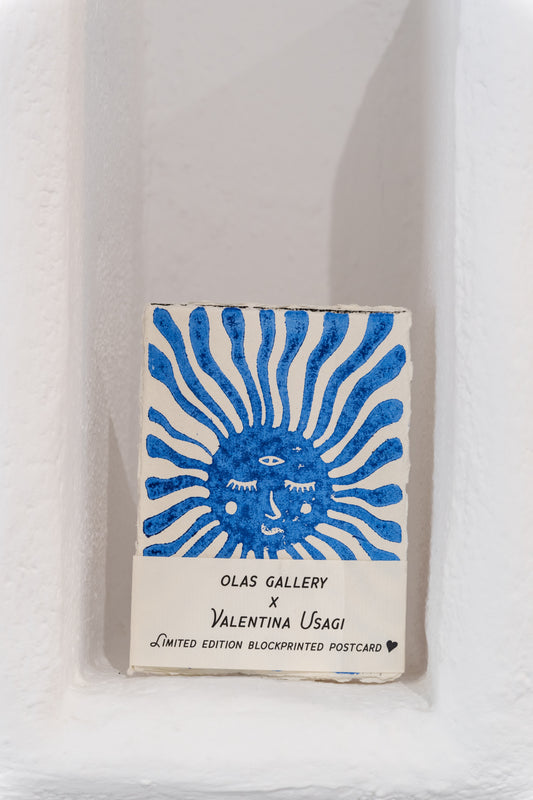 OLAS GALLERY
X
VALENTINA USAGI
LIMITED EDITION BLOCKPRINTED POSTCARD ♥